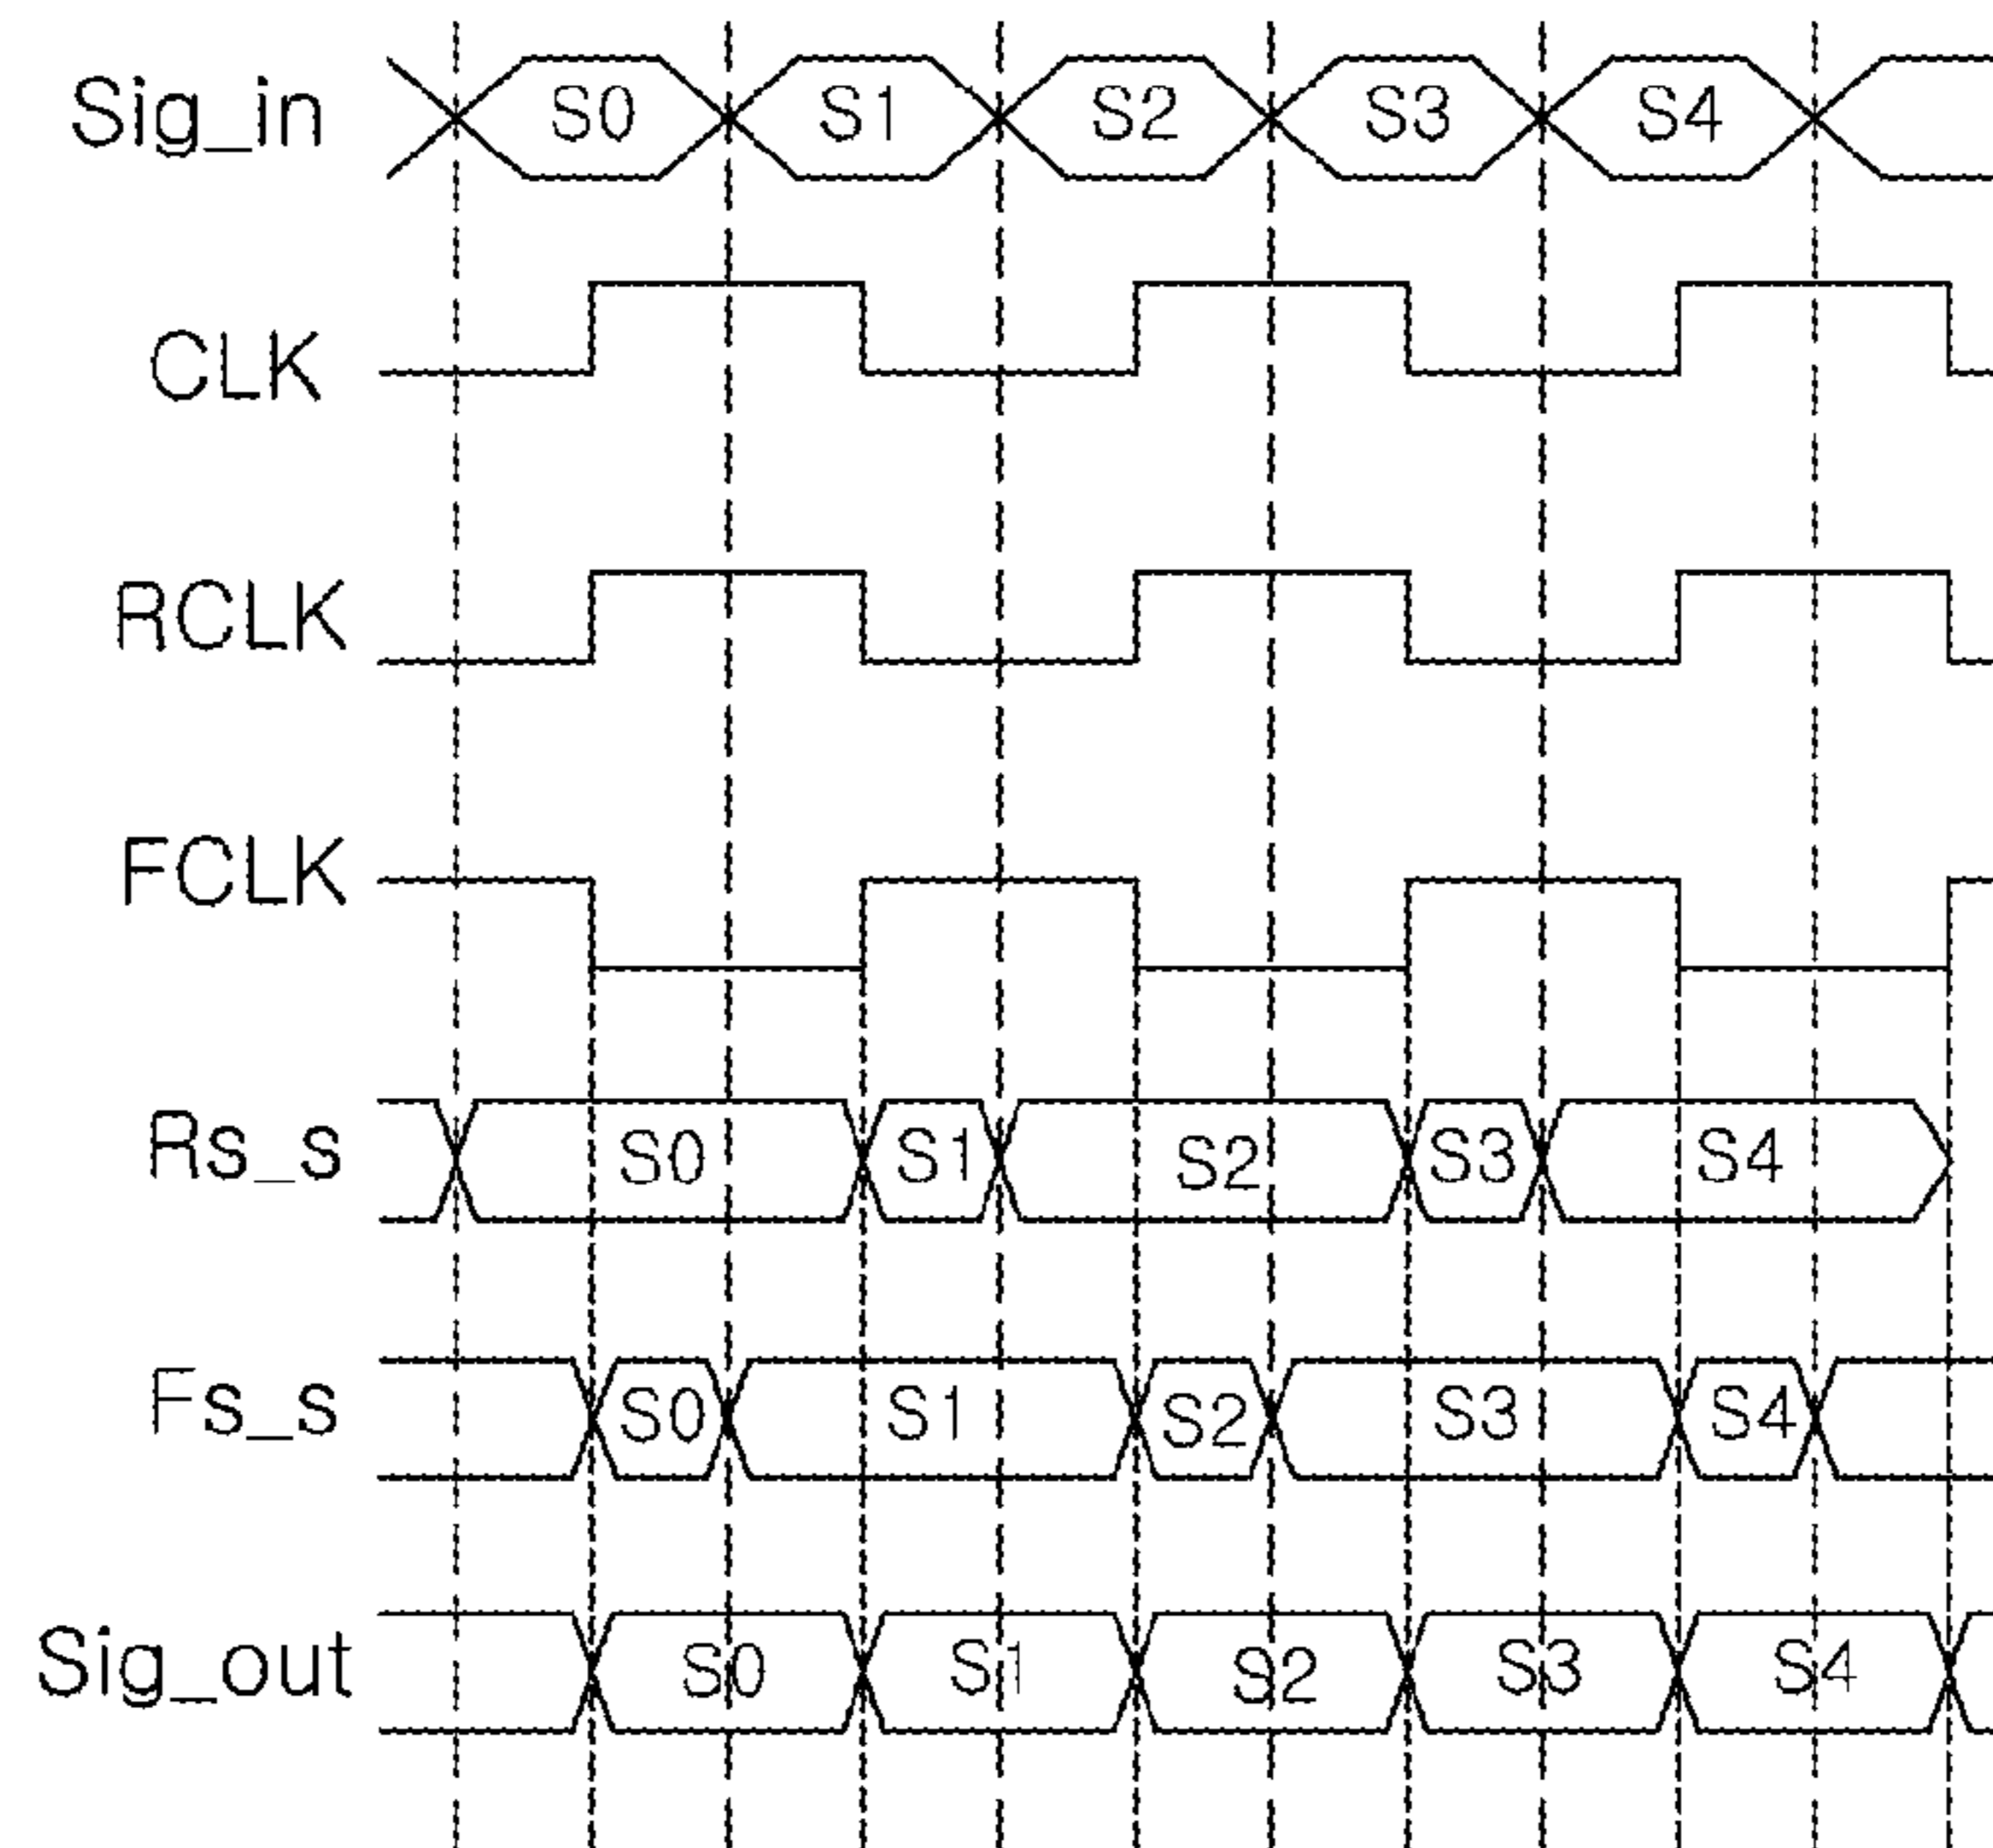 Sig_in S0 S1 S2 S3 S4
CLK
RCLK
FCLK
Rs_s S0 S1 S2 S3 S4
Fs_s S0 S1 S2 S3 S4
Sig_out S0 S1 S2 S3 S4